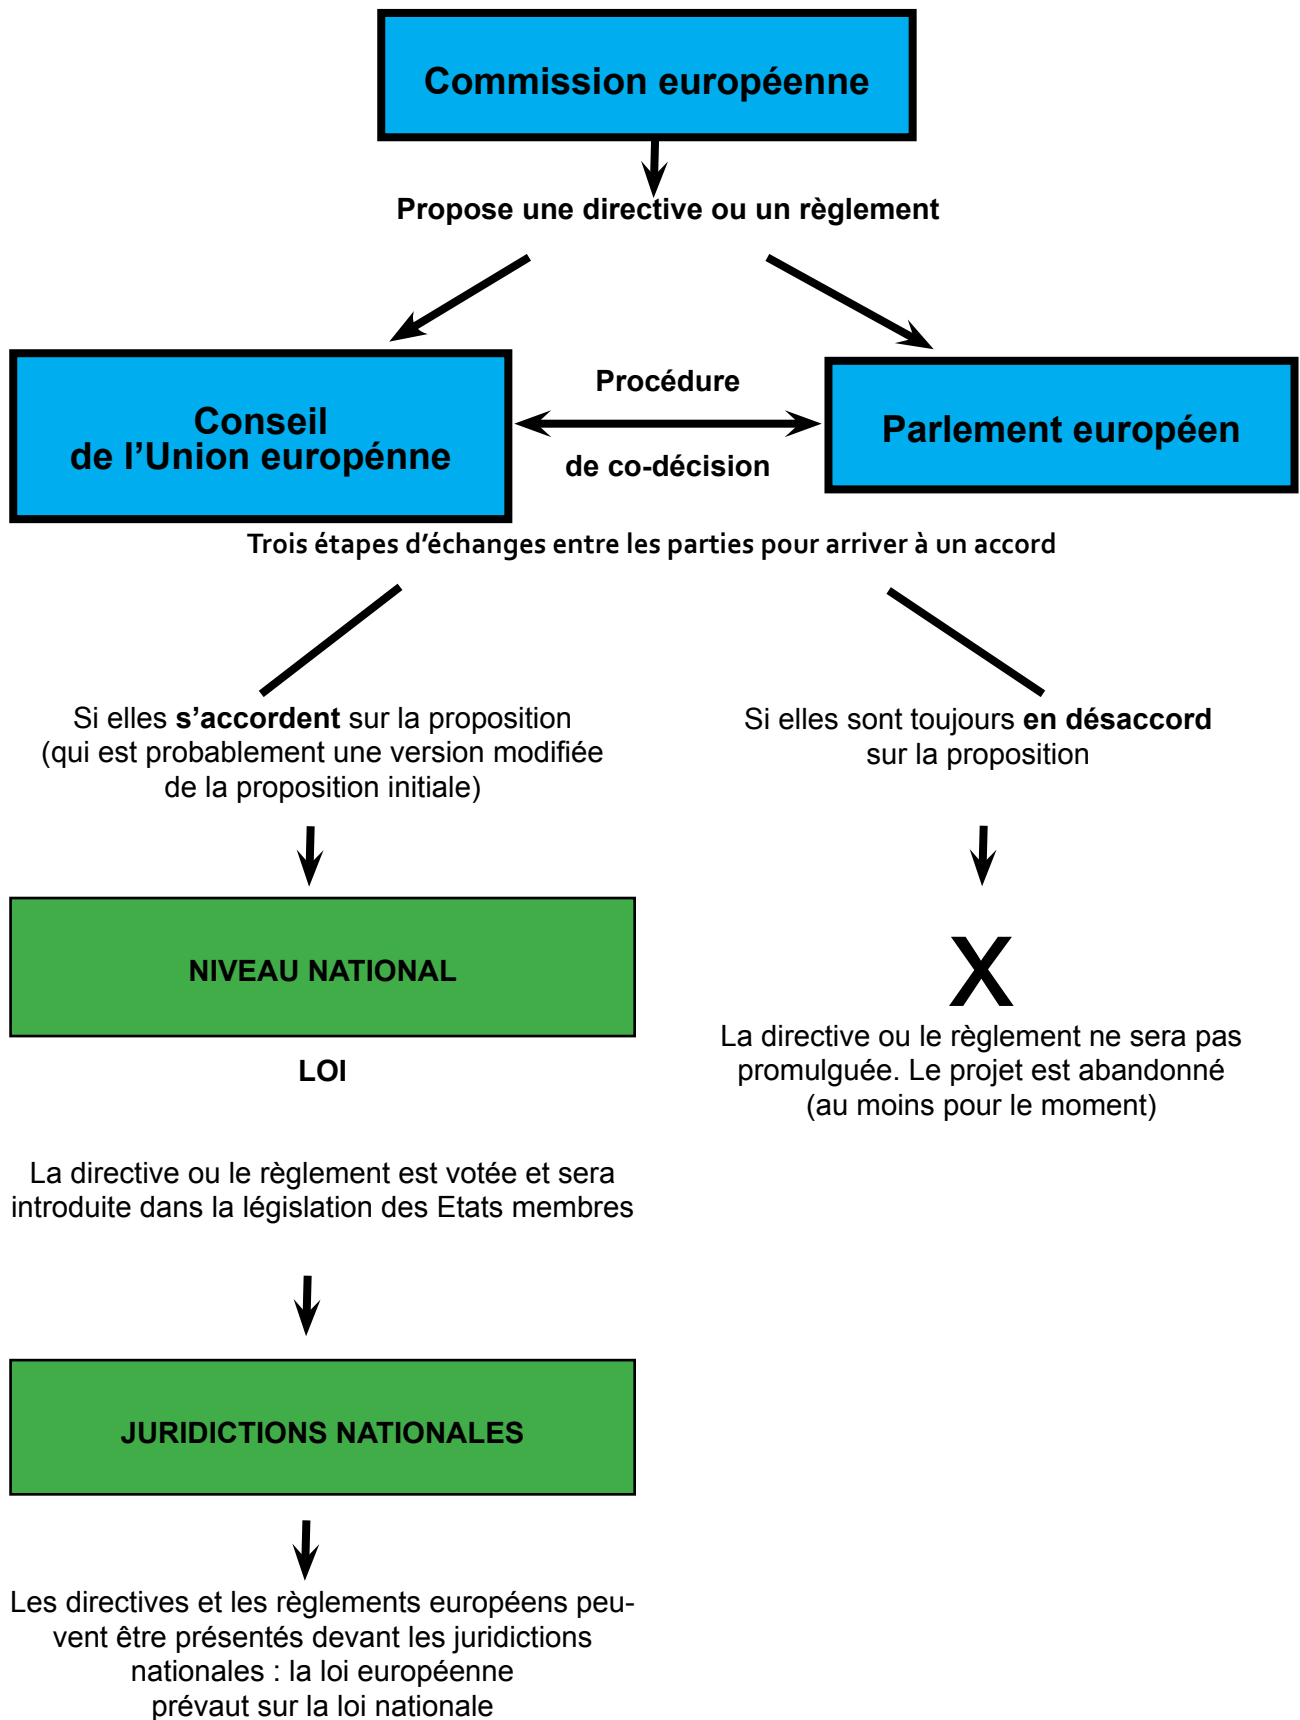 Commission européenne
Propose une directive ou un règlement
Conseil
de l’Union europénne
Procédure
de co-décision
Parlement européen
Trois étapes d’échanges entre les parties pour arriver à un accord
Si elles s’accordent sur la proposition
(qui est probablement une version modifiée
de la proposition initiale)
Si elles sont toujours en désaccord
sur la proposition
NIVEAU NATIONAL
X
La directive ou le règlement ne sera pas
promulguée. Le projet est abandonné
(au moins pour le moment)
LOI
La directive ou le règlement est votée et sera
introduite dans la législation des Etats membres
JURIDICTIONS NATIONALES
Les directives et les règlements européens peu-
vent être présentés devant les juridictions
nationales : la loi européenne
prévaut sur la loi nationale